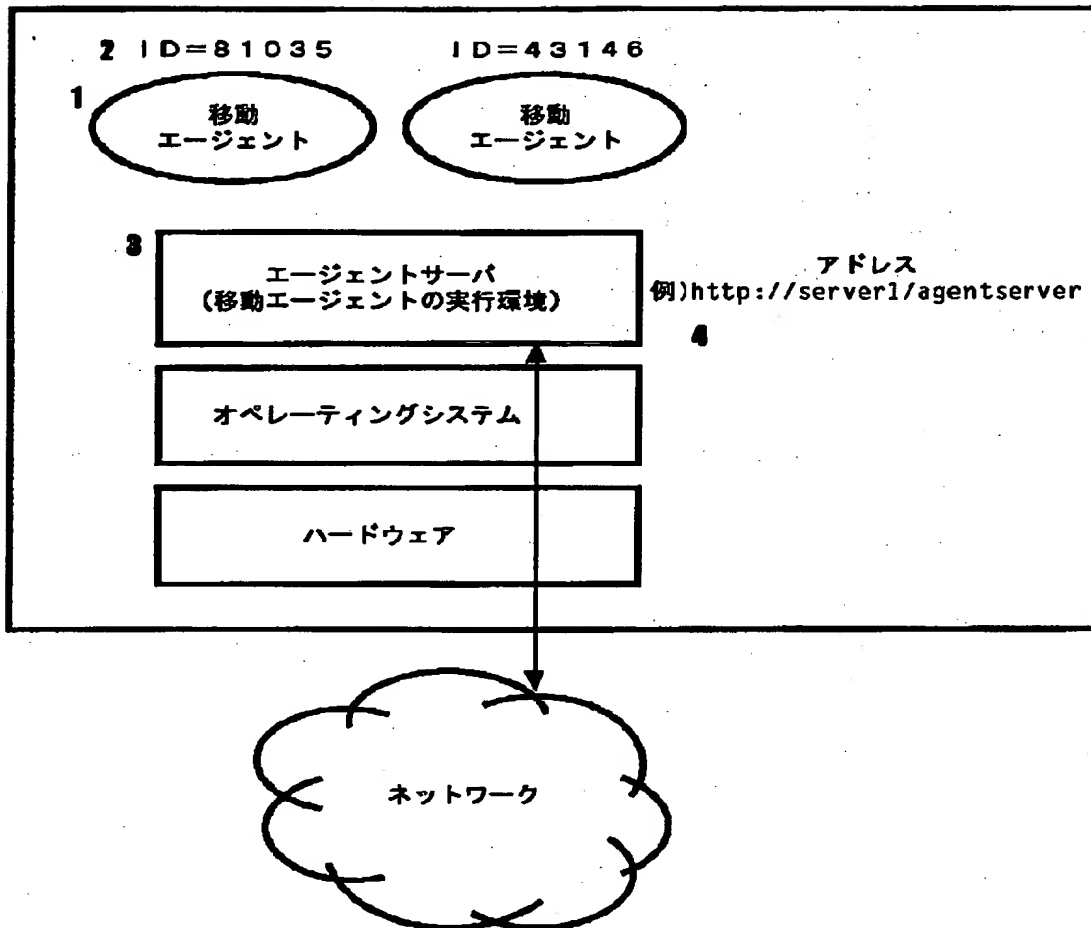 2 ID=81035 ID=43146
1
移動
エージェント
移動
エージェント
3
エージェントサーバ
(移動エージェントの実行環境)
アドレス
例)http://server1/agentserver
4
オペレーティングシステム
ハードウェア
ネットワーク